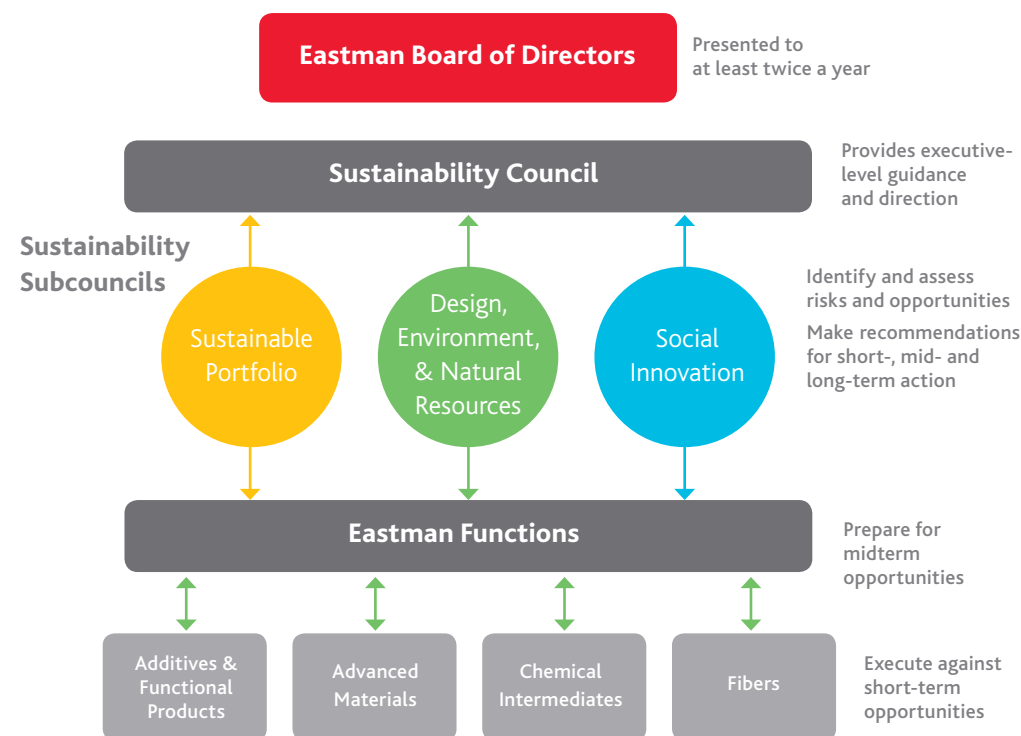 Eastman Board of Directors
Presented to
at least twice a year
Sustainability Council
Provides executive-
level guidance
and direction
Sustainability
Subcouncils
Sustainable
Portfolio
Design,
Environment,
& Natural
Resources
Social
Innovation
Identify and assess
risks and opportunities
Make recommendations
for short-, mid- and
long-term action
Eastman Functions
Prepare for
midterm
opportunities
Additives &
Functional
Products
Advanced
Materials
Chemical
Intermediates
Fibers
Execute against
short-term
opportunities